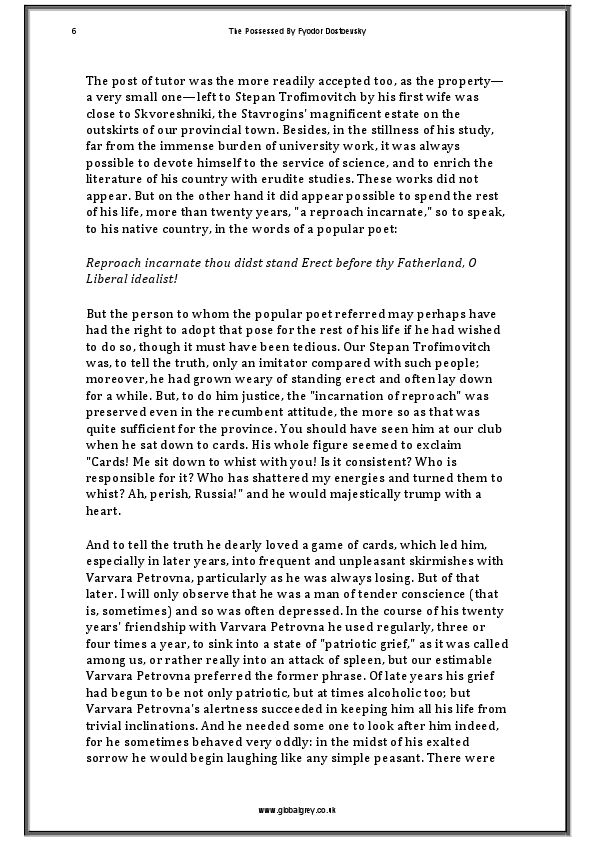 6
The Possessed By Fyodor Dostoevsky
The post of tutor was the more readily accepted too, as the property—
a very small one—left to Stepan Trofimovitch by his first wife was
close to Skvoreshniki, the Stavrogins' magnificent estate on the
outskirts of our provincial town. Besides, in the stillness of his study,
far from the immense burden of university work, it was always
possible to devote himself to the service of science, and to enrich the
literature of his country with erudite studies. These works did not
appear. But on the other hand it did appear possible to spend the rest
of his life, more than twenty years, "a reproach incarnate," so to speak,
to his native country, in the words of a popular poet:
Reproach incarnate thou didst stand Erect before thy Fatherland, O
Liberal idealist!
But the person to whom the popular poet referred may perhaps have
had the right to adopt that pose for the rest of his life if he had wished
to do so, though it must have been tedious. Our Stepan Trofimovitch
was, to tell the truth, only an imitator compared with such people;
moreover, he had grown weary of standing erect and often lay down
for a while. But, to do him justice, the "incarnation of reproach" was
preserved even in the recumbent attitude, the more so as that was
quite sufficient for the province. You should have seen him at our club
when he sat down to cards. His whole figure seemed to exclaim
"Cards! Me sit down to whist with you! Is it consistent? Who is
responsible for it? Who has shattered my energies and turned them to
whist? Ah, perish, Russia!" and he would majestically trump with a
heart.
And to tell the truth he dearly loved a game of cards, which led him,
especially in later years, into frequent and unpleasant skirmishes with
Varvara Petrovna, particularly as he was always losing. But of that
later. I will only observe that he was a man of tender conscience (that
is, sometimes) and so was often depressed. In the course of his twenty
years' friendship with Varvara Petrovna he used regularly, three or
four times a year, to sink into a state of "patriotic grief," as it was called
among us, or rather really into an attack of spleen, but our estimable
Varvara Petrovna preferred the former phrase. Of late years his grief
had begun to be not only patriotic, but at times alcoholic too; but
Varvara Petrovna's alertness succeeded in keeping him all his life from
trivial inclinations. And he needed some one to look after him indeed,
for he sometimes behaved very oddly: in the midst of his exalted
sorrow he would begin laughing like any simple peasant. There were
www.globalgrey.co.uk